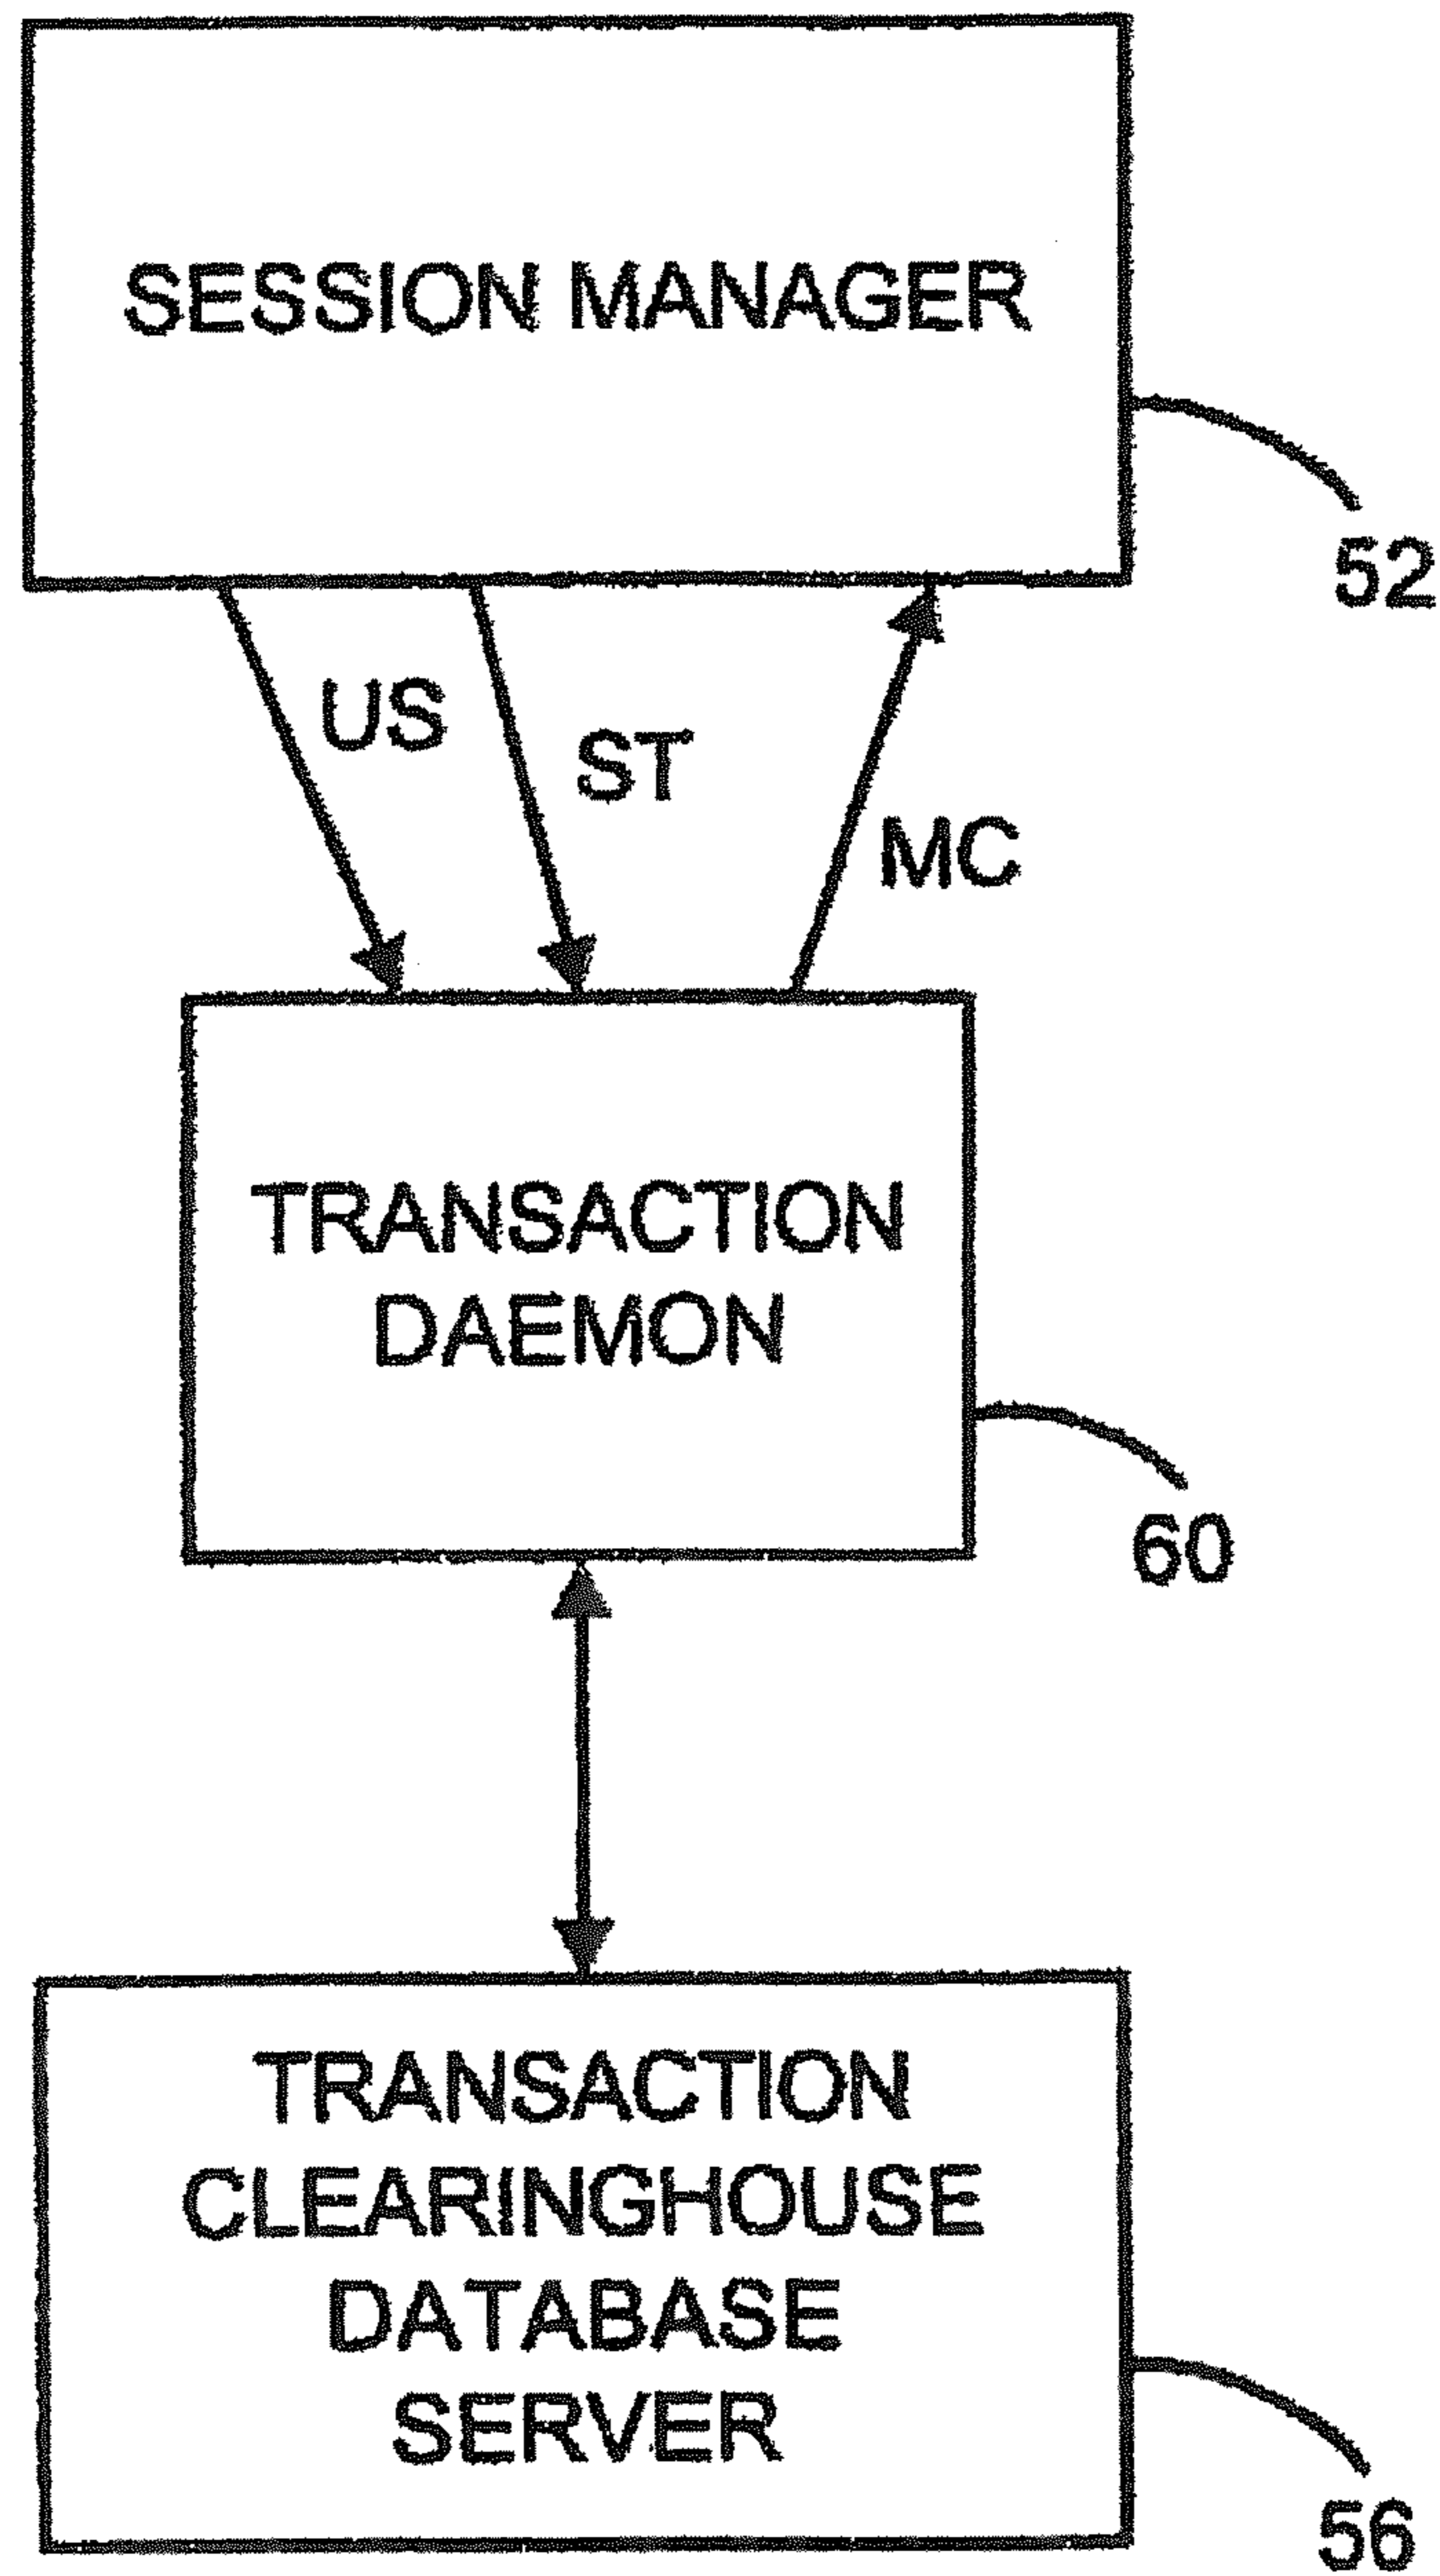 SESSION MANAGER
52
US
ST
MC
TRANSACTION
DAEMON
60
TRANSACTION
CLEARINGHOUSE
DATABASE
SERVER
56